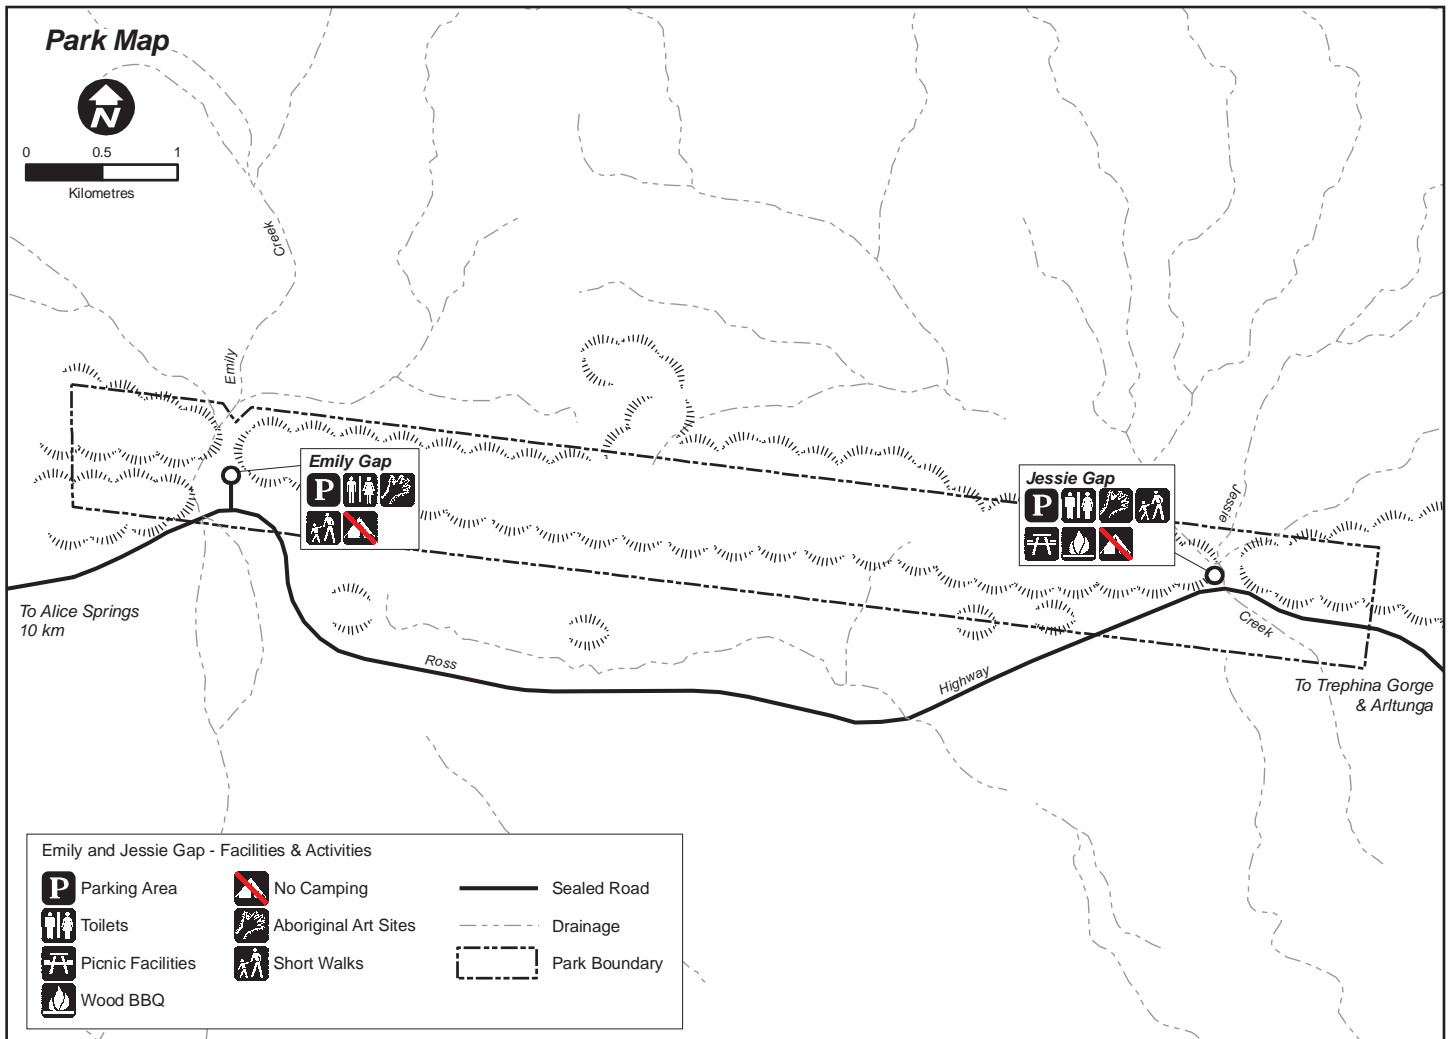 Park Map
N
0 0.5 1
Kilometres
Creek
Emily
Emily Gap
P
Jessie Gap
P
Jessie
Creek
To Alice Springs
10 km
Ross
Highway
To Trephina Gorge
& Arltunga
Emily and Jessie Gap - Facilities & Activities
P Parking Area
Toilets
Picnic Facilities
Wood BBQ
No Camping
Aboriginal Art Sites
Short Walks
Sealed Road
Drainage
Park Boundary